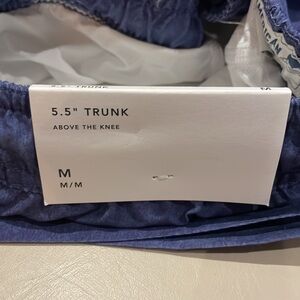 5.5" TRUNK
ABOVE THE KNEE
M
M/M